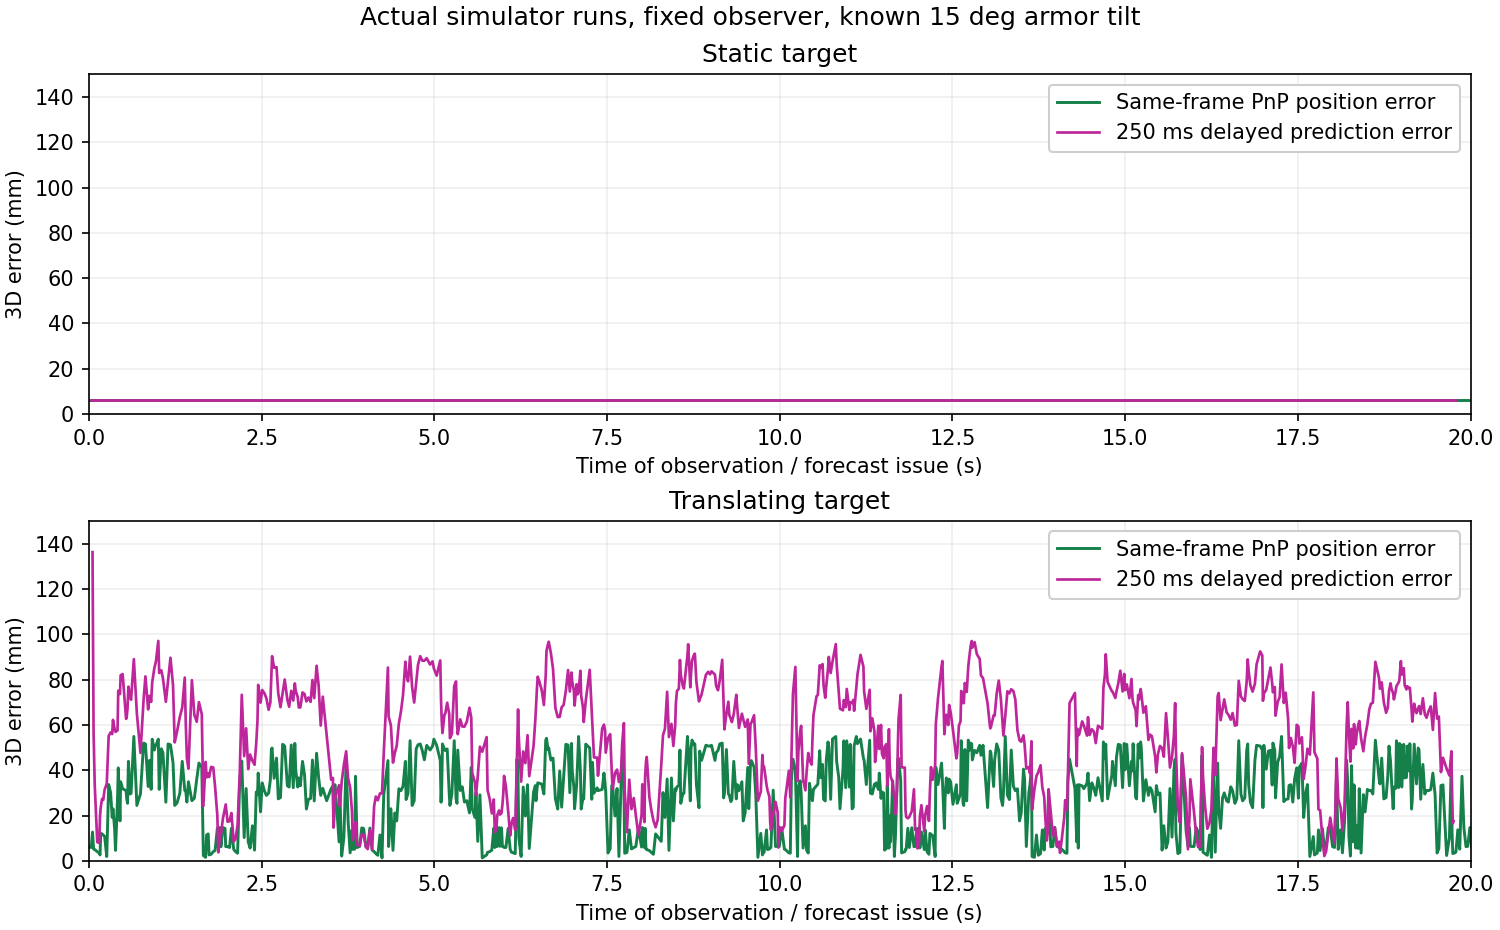 Actual simulator runs, fixed observer, known 15 deg armor tilt
Static target
140
120
100
80
60
40
20
0
3D error (mm)
Same-frame PnP position error
250 ms delayed prediction error
0.0 2.5 5.0 7.5 10.0 12.5 15.0 17.5 20.0
Time of observation / forecast issue (s)
Translating target
140
120
100
80
60
40
20
0
3D error (mm)
Same-frame PnP position error
250 ms delayed prediction error
0.0 2.5 5.0 7.5 10.0 12.5 15.0 17.5 20.0
Time of observation / forecast issue (s)